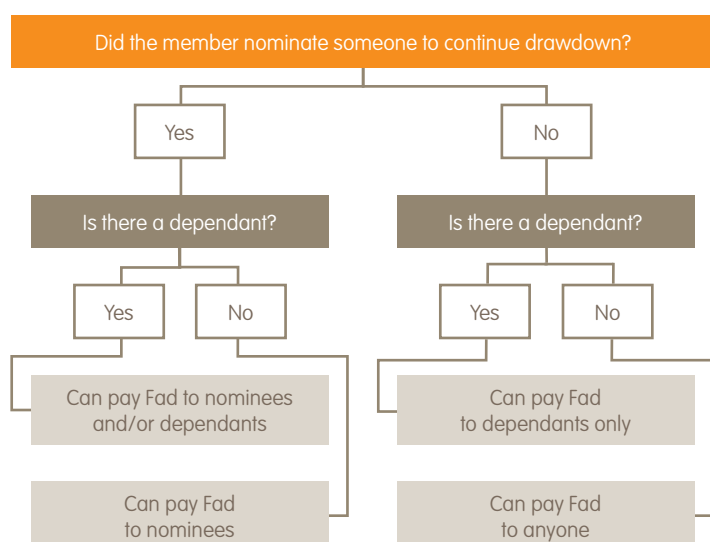 Did the member nominate someone to continue drawdown?
Yes
No
Is there a dependant?
Is there a dependant?
Yes
No
Yes
No
Can pay Fad to nominees
and/or dependants
Can pay Fad
to dependants only
Can pay Fad
to nominees
Can pay Fad
to anyone